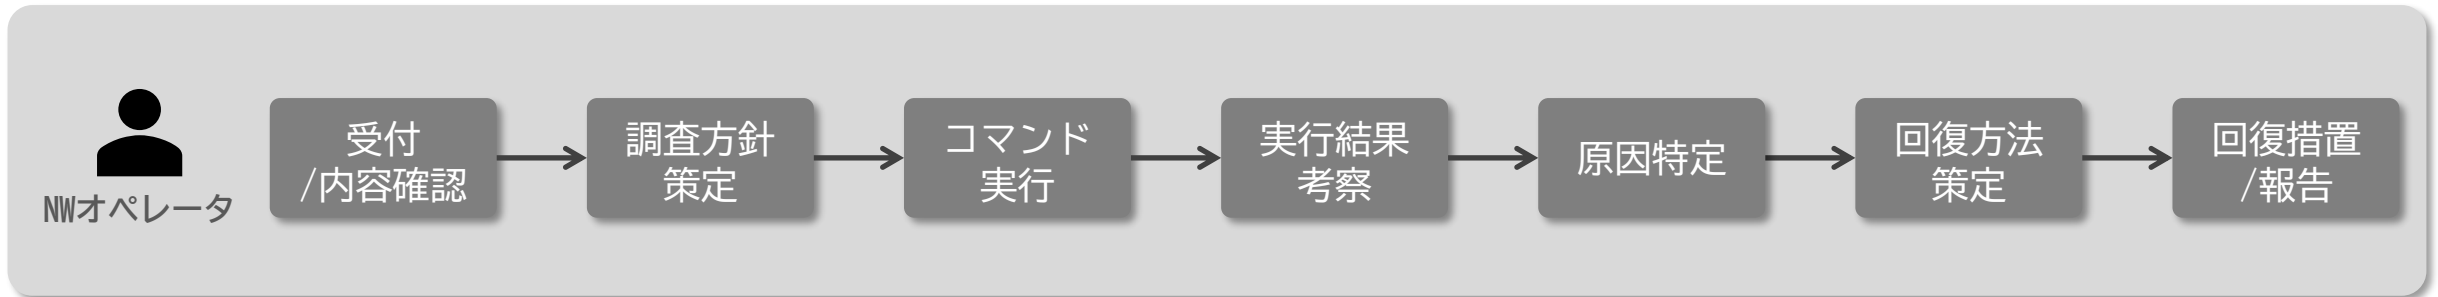 NWオペレータ
受付
/内容確認
調査方針
策定
コマンド
実行
実行結果
考察
原因特定
回復方法
策定
回復措置
/報告